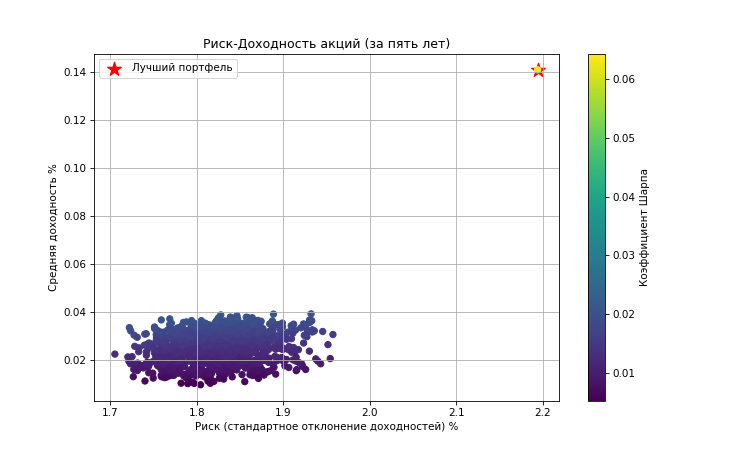 Риск-Доходность акций (за пять лет)
Лучший портфель
0.14
0.12
0.10
0.08
0.06
0.04
0.02
Средняя доходность %
1.7 1.8 1.9 2.0 2.1 2.2
Риск (стандартное отклонение доходностей) %
0.06
0.05
0.04
0.03
0.02
0.01
Коэффициент Шарпа